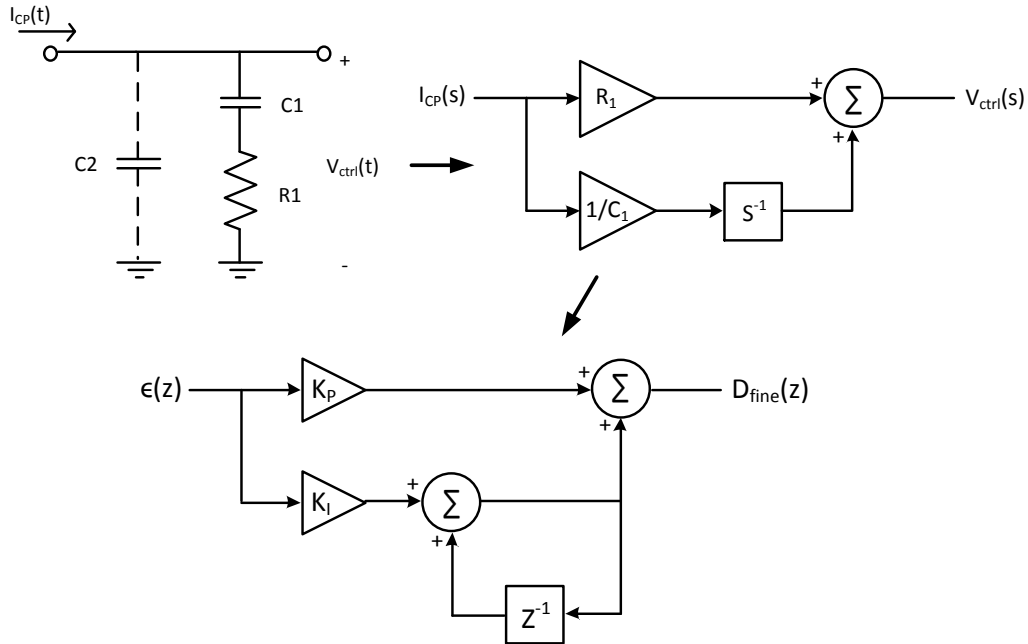 I_CP(t)
+
C1
C2
R1
V_ctrl(t)
-
I_CP(s)
R_1
+
Σ
V_ctrl(s)
+
1/C_1
S^-1
ϵ(z)
K_P
+
Σ
D_fine(z)
+
K_I
+
Σ
+
Z^-1